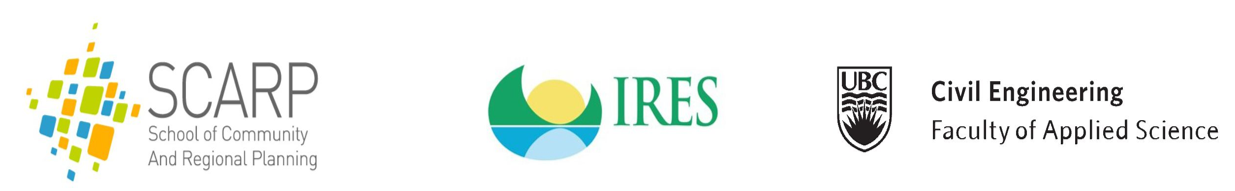 SCARP
School of Community
And Regional Planning
IRES
UBC
Civil Engineering
Faculty of Applied Science